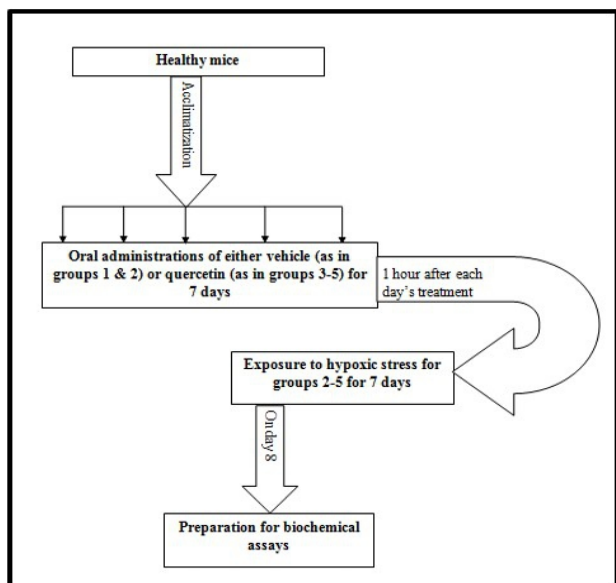 Healthy mice
Acclimatization
Oral administrations of either vehicle (as in
groups 1 & 2) or quercetin (as in groups 3-5) for
7 days
1 hour after each
day's treatment
Exposure to hypoxic stress for
groups 2-5 for 7 days
On day 8
Preparation for biochemical
assays